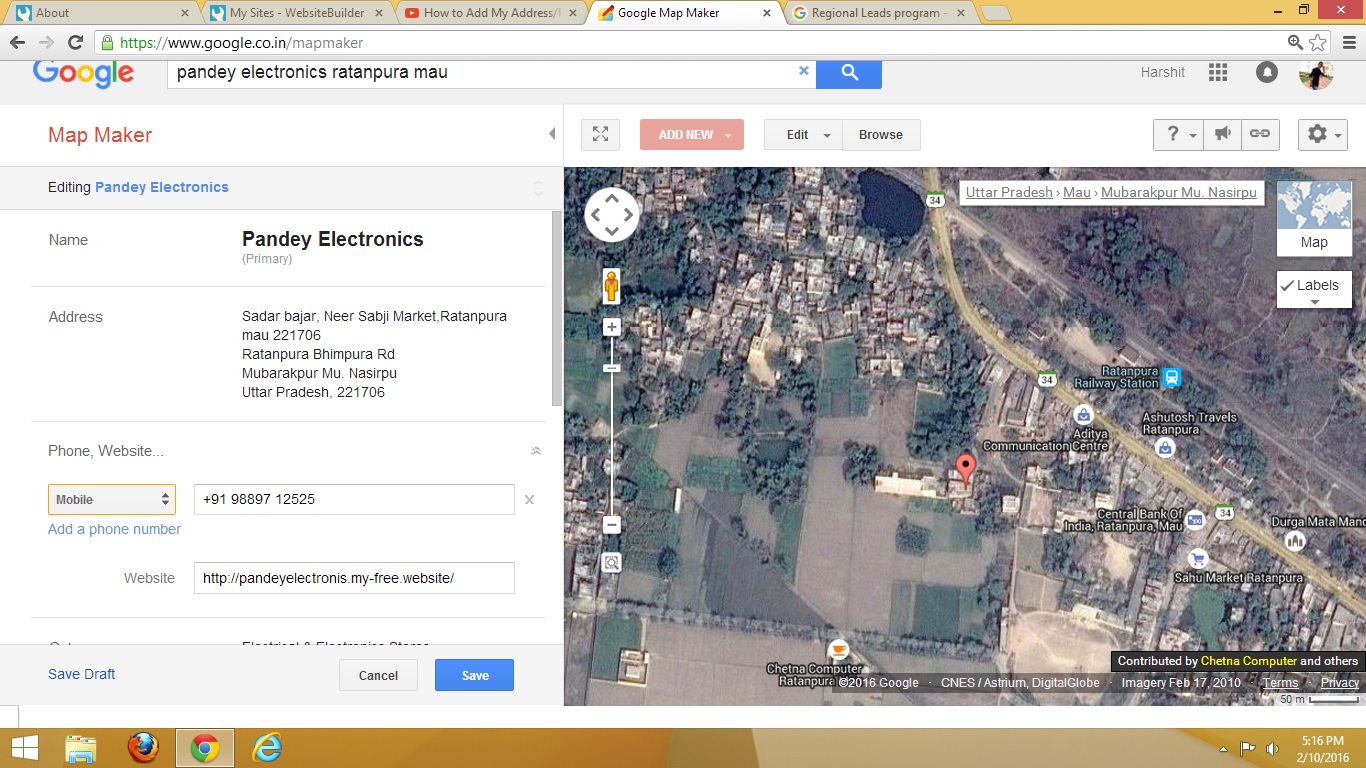 About
My Sites - WebsiteBuilder
How to Add My Address/
Google Map Maker
Regional Leads program -
https://www.google.co.in/mapmaker
Google
pandey electronics ratanpura mau
Harshit
Map Maker
ADD NEW
Edit
Browse
?
Editing Pandey Electronics
Name
Pandey Electronics
(Primary)
Address
Sadar bajar, Neer Sabji Market,Ratanpura
mau 221706
Ratanpura Bhimpura Rd
Mubarakpur Mu. Nasirpu
Uttar Pradesh, 221706
Phone, Website...
Mobile
+91 98897 12525
Add a phone number
Website
http://pandeyelectronis.my-free.website/
Electrical & Electronics Stores
Save Draft
Cancel
Save
Uttar Pradesh › Mau › Mubarakpur Mu. Nasirpu
Map
Labels
34
Ratanpura
Railway Station
34
Aditya
Communication Centre
Ashutosh Travels
Ratanpura
Central Bank Of
India, Ratanpura, Mau
34
Durga Mata Mand
Sahu Market Ratanpura
Chetna Computer
Ratanpura
Contributed by Chetna Computer and others
©2016 Google - CNES / Astrium, DigitalGlobe - Imagery Feb 17, 2010 - Terms - Privacy
50 m
5:16 PM
2/10/2016